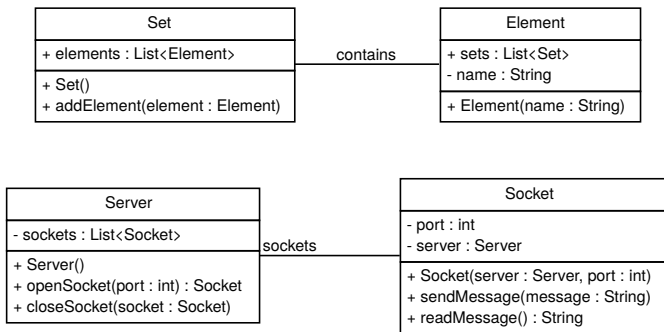 Set
+ elements : List<Element>
+ Set()
+ addElement(element : Element)
contains
Element
+ sets : List<Set>
- name : String
+ Element(name : String)
Server
- sockets : List<Socket>
+ Server()
+ openSocket(port : int) : Socket
+ closeSocket(socket : Socket)
sockets
Socket
- port : int
- server : Server
+ Socket(server : Server, port : int)
+ sendMessage(message : String)
+ readMessage() : String